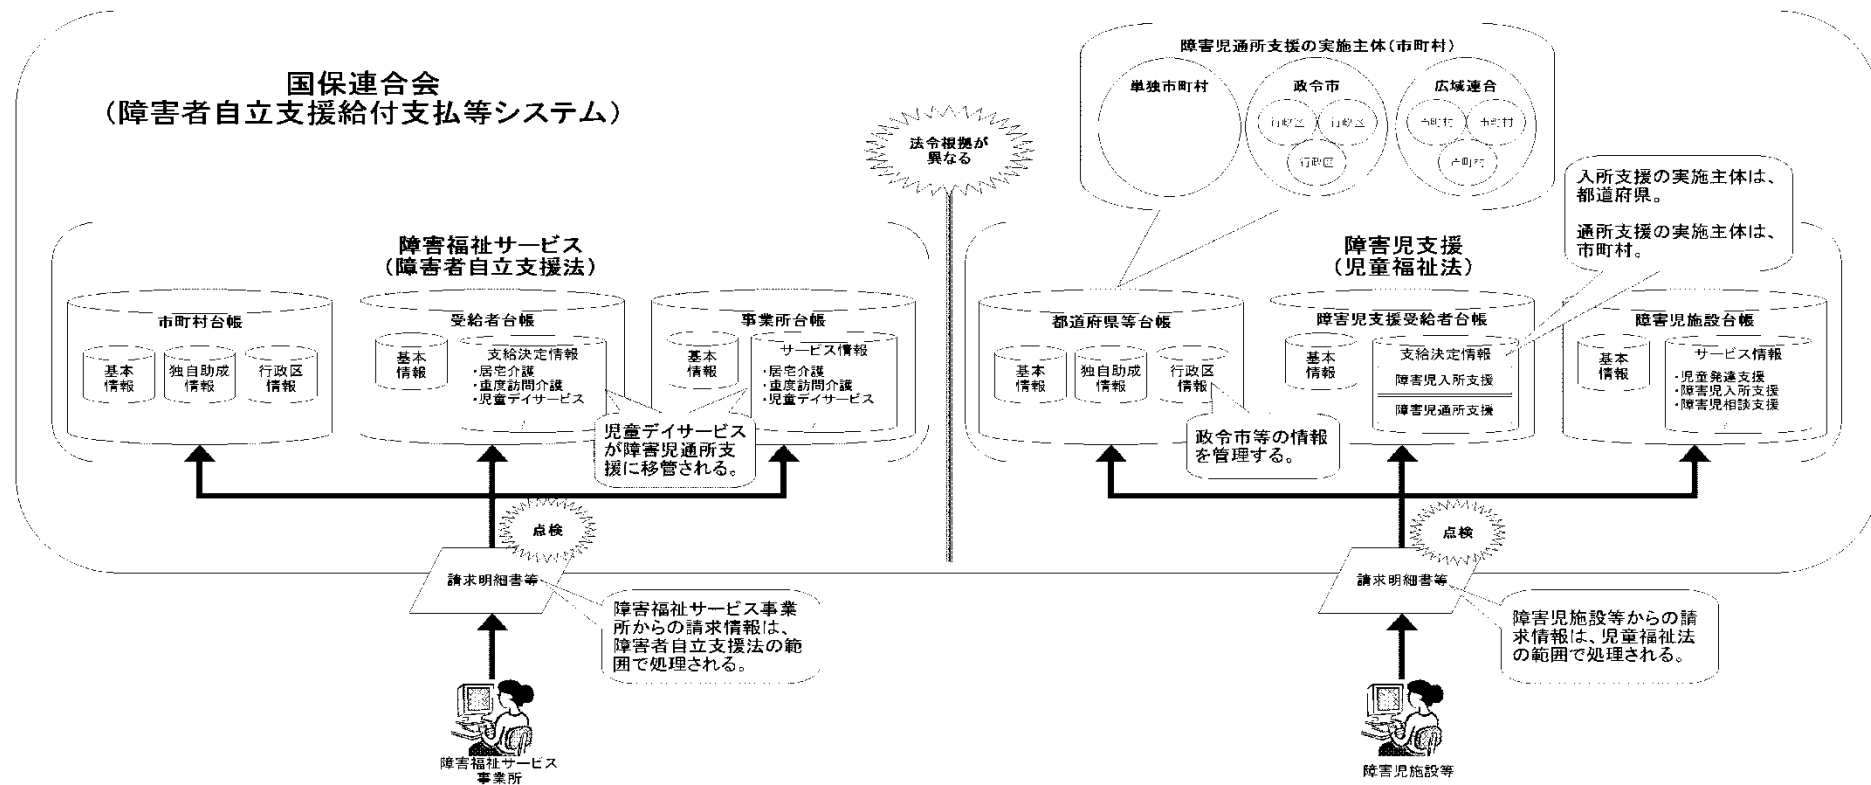 国保連合会
（障害者自立支援給付支払等システム）
法令根拠が
異なる
障害児通所支援の実施主体（市町村）
単独市町村
政令市
行政区
行政区
行政区
広域連合
市町村
市町村
市町村
入所支援の実施主体は、
都道府県。
通所支援の実施主体は、
市町村。
障害福祉サービス
（障害者自立支援法）
市町村台帳
基本
情報
独自助成
情報
行政区
情報
受給者台帳
基本
情報
支給決定情報
・居宅介護
・重度訪問介護
・児童デイサービス
事業所台帳
基本
情報
サービス情報
・居宅介護
・重度訪問介護
・児童デイサービス
児童デイサービス
が障害児通所支
援に移管される。
点検
請求明細書等
障害福祉サービス事業
所からの請求情報は、
障害者自立支援法の範
囲で処理される。
障害福祉サービス
事業所
障害児支援
（児童福祉法）
都道府県等台帳
基本
情報
独自助成
情報
行政区
情報
政令市等の情報
を管理する。
障害児支援受給者台帳
基本
情報
支給決定情報
障害児入所支援
障害児通所支援
障害児施設台帳
基本
情報
サービス情報
・児童発達支援
・障害児入所支援
・障害児相談支援
点検
請求明細書等
障害児施設等からの請
求情報は、児童福祉法
の範囲で処理される。
障害児施設等